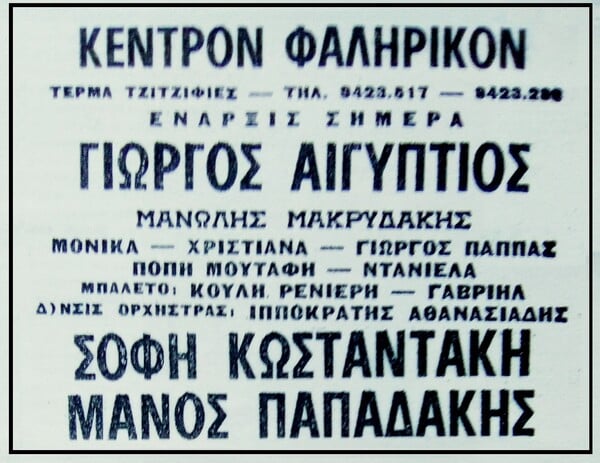 ΚΕΝΤΡΟΝ ΦΑΛΗΡΙΚΟΝ
ΤΕΡΜΑ ΤΖΙΤΖΙΦΙΕΣ — ΤΗΛ. 9423.517 — 9423.296
ΕΝΑΡΞΙΣ ΣΗΜΕΡΑ
ΓΙΩΡΓΟΣ ΑΙΓΥΠΤΙΟΣ
ΜΑΝΩΛΗΣ ΜΑΚΡΥΔΑΚΗΣ
ΜΟΝΙΚΑ — ΧΡΙΣΤΙΑΝΑ — ΓΙΩΡΓΟΣ ΠΑΠΠΑΣ
ΠΟΠΗ ΜΟΥΤΑΦΗ — ΝΤΑΝΙΕΛΑ
ΜΠΑΛΕΤΟ: ΚΟΥΛΗ ΡΕΝΙΕΡΗ — ΓΑΒΡΙΗΛ
Δ)ΝΣΙΣ ΟΡΧΗΣΤΡΑΣ: ΙΠΠΟΚΡΑΤΗΣ ΑΘΑΝΑΣΙΑΔΗΣ
ΣΟΦΗ ΚΩΣΤΑΝΤΑΚΗ
ΜΑΝΟΣ ΠΑΠΑΔΑΚΗΣ